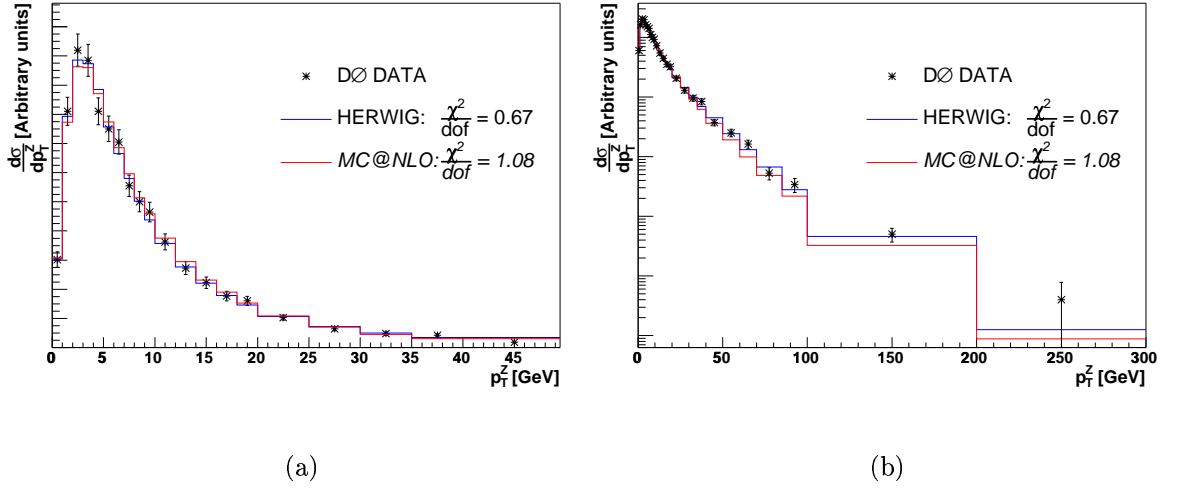 dσ/dp_T^Z [Arbitrary units]
DØ DATA
HERWIG: χ²/dof = 0.67
MC@NLO: χ²/dof = 1.08
0 5 10 15 20 25 30 35 40 45
p_T^Z [GeV]
(a)
dσ/dp_T^Z [Arbitrary units]
DØ DATA
HERWIG: χ²/dof = 0.67
MC@NLO: χ²/dof = 1.08
0 50 100 150 200 250 300
p_T^Z [GeV]
(b)